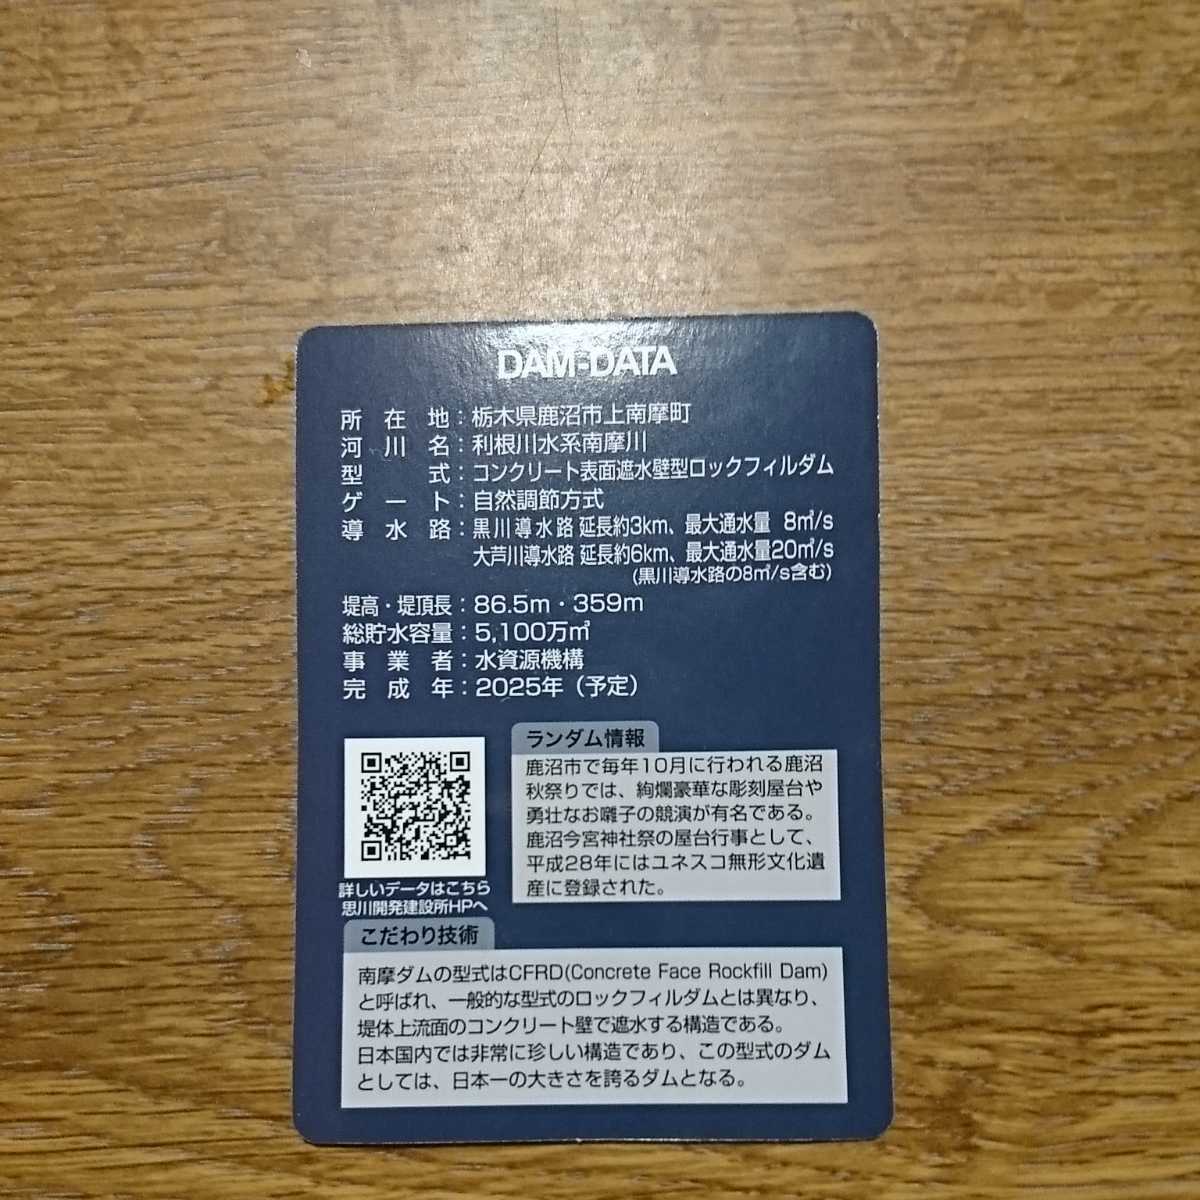 DAM-DATA
所在地：栃木県鹿沼市上南摩町
河川名：利根川水系南摩川
型式：コンクリート表面遮水壁型ロックフィルダム
ゲート：自然調節方式
導水路：黒川導水路 延長約3km、最大通水量 8㎥/s
大芦川導水路 延長約6km、最大通水量20㎥/s
(黒川導水路の8㎥/s含む)
堤高・堤頂長：86.5m・359m
総貯水容量：5,100万㎥
事業者：水資源機構
完成年：2025年（予定）
詳しいデータはこちら
思川開発建設所HPへ
ランダム情報
鹿沼市で毎年10月に行われる鹿沼
秋祭りでは、絢爛豪華な彫刻屋台や
勇壮なお囃子の競演が有名である。
鹿沼今宮神社祭の屋台行事として、
平成28年にはユネスコ無形文化遺
産に登録された。
こだわり技術
南摩ダムの型式はCFRD(Concrete Face Rockfill Dam)
と呼ばれ、一般的な型式のロックフィルダムとは異なり、
堤体上流面のコンクリート壁で遮水する構造である。
日本国内では非常に珍しい構造であり、この型式のダム
としては、日本一の大きさを誇るダムとなる。